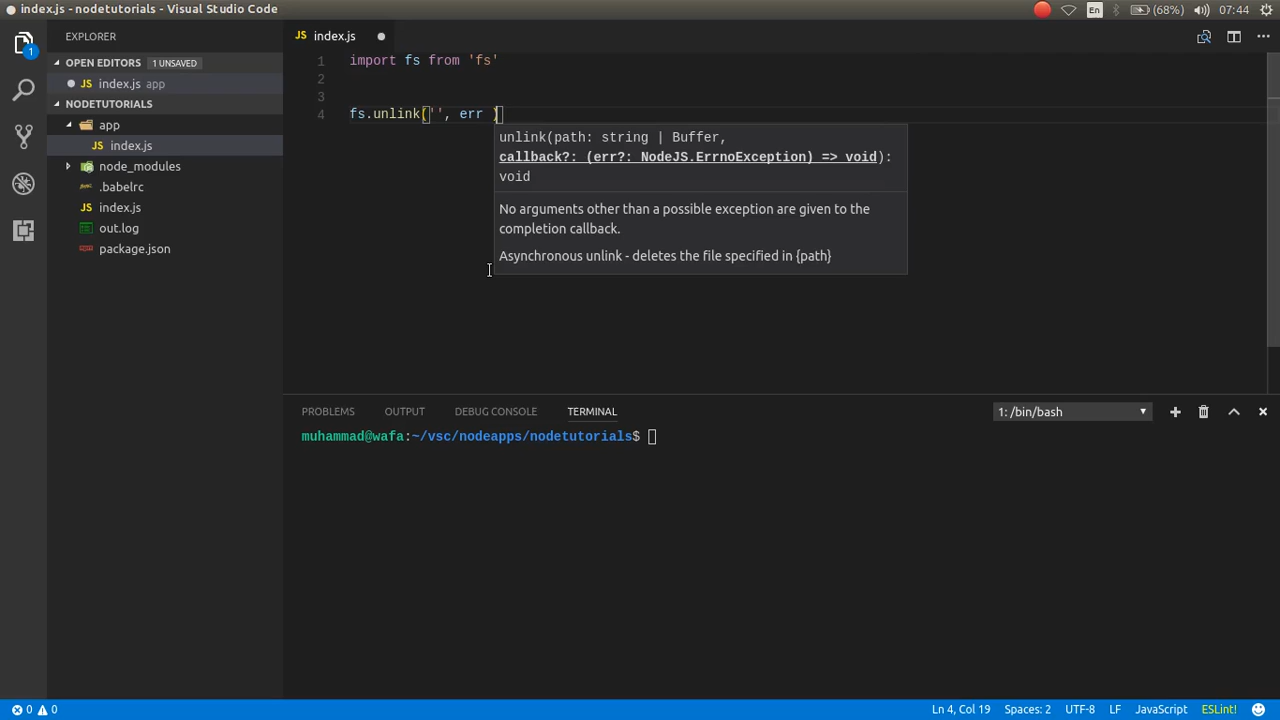 index.js - nodetutorials - Visual Studio Code
En
(68%)
07:44
1
EXPLORER
OPEN EDITORS 1 UNSAVED
JS index.js app
NODETUTORIALS
app
JS index.js
node_modules
.babelrc
JS index.js
out.log
package.json
JS index.js
1 import fs from 'fs'
2
3
4 fs.unlink('', err )
unlink(path: string | Buffer,
callback?: (err?: NodeJS.ErrnoException) => void):
void
No arguments other than a possible exception are given to the
completion callback.
Asynchronous unlink - deletes the file specified in {path}
PROBLEMS OUTPUT DEBUG CONSOLE TERMINAL 1: /bin/bash
muhammad@wafa:~/vsc/nodeapps/nodetutorials$
0 0 Ln 4, Col 19 Spaces: 2 UTF-8 LF JavaScript ESLint!